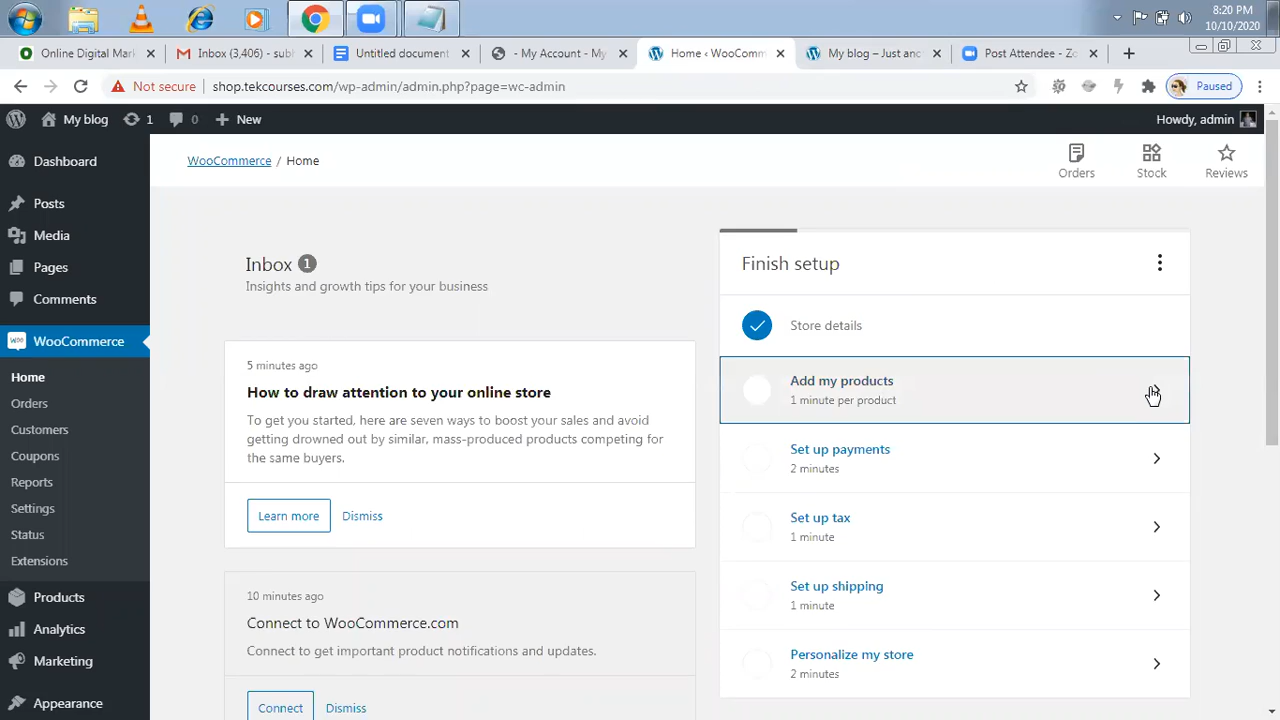 8:20 PM
10/10/2020
Online Digital Mark
Inbox (3,405) - subh
Untitled document
- My Account - My
Home ‹ WooComm
My blog – Just ano
Post Attendee - Zo
Not secure
shop.tekcourses.com/wp-admin/admin.php?page=wc-admin
Paused
My blog
1
0
New
Howdy, admin
Dashboard
Posts
Media
Pages
Comments
WooCommerce
Home
Orders
Customers
Coupons
Reports
Settings
Status
Extensions
Products
Analytics
Marketing
Appearance
WooCommerce / Home
Orders
Stock
Reviews
Inbox 1
Insights and growth tips for your business
5 minutes ago
How to draw attention to your online store
To get you started, here are seven ways to boost your sales and avoid
getting drowned out by similar, mass-produced products competing for
the same buyers.
Learn more
Dismiss
10 minutes ago
Connect to WooCommerce.com
Connect to get important product notifications and updates.
Connect
Dismiss
Finish setup
Store details
Add my products
1 minute per product
Set up payments
2 minutes
Set up tax
1 minute
Set up shipping
1 minute
Personalize my store
2 minutes